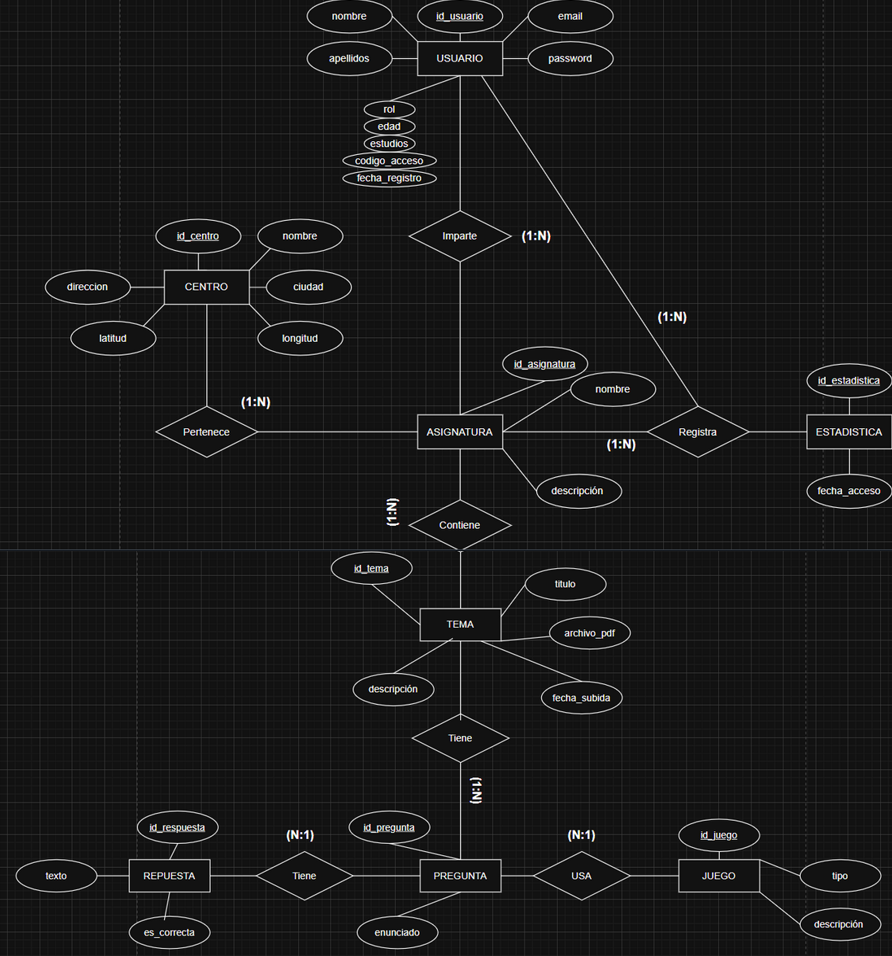 nombre
id_usuario
email
apellidos
USUARIO
password
rol
edad
estudios
codigo_acceso
fecha_registro
Imparte
(1:N)
id_centro
nombre
direccion
CENTRO
ciudad
latitud
longitud
(1:N)
(1:N)
id_asignatura
nombre
id_estadistica
Pertenece
ASIGNATURA
(1:N)
Registra
ESTADISTICA
descripción
fecha_acceso
(1:N)
Contiene
id_tema
titulo
TEMA
archivo_pdf
descripción
fecha_subida
Tiene
(1:N)
id_respuesta
(N:1)
id_pregunta
(N:1)
id_juego
texto
REPUESTA
Tiene
PREGUNTA
USA
JUEGO
tipo
es_correcta
enunciado
descripción